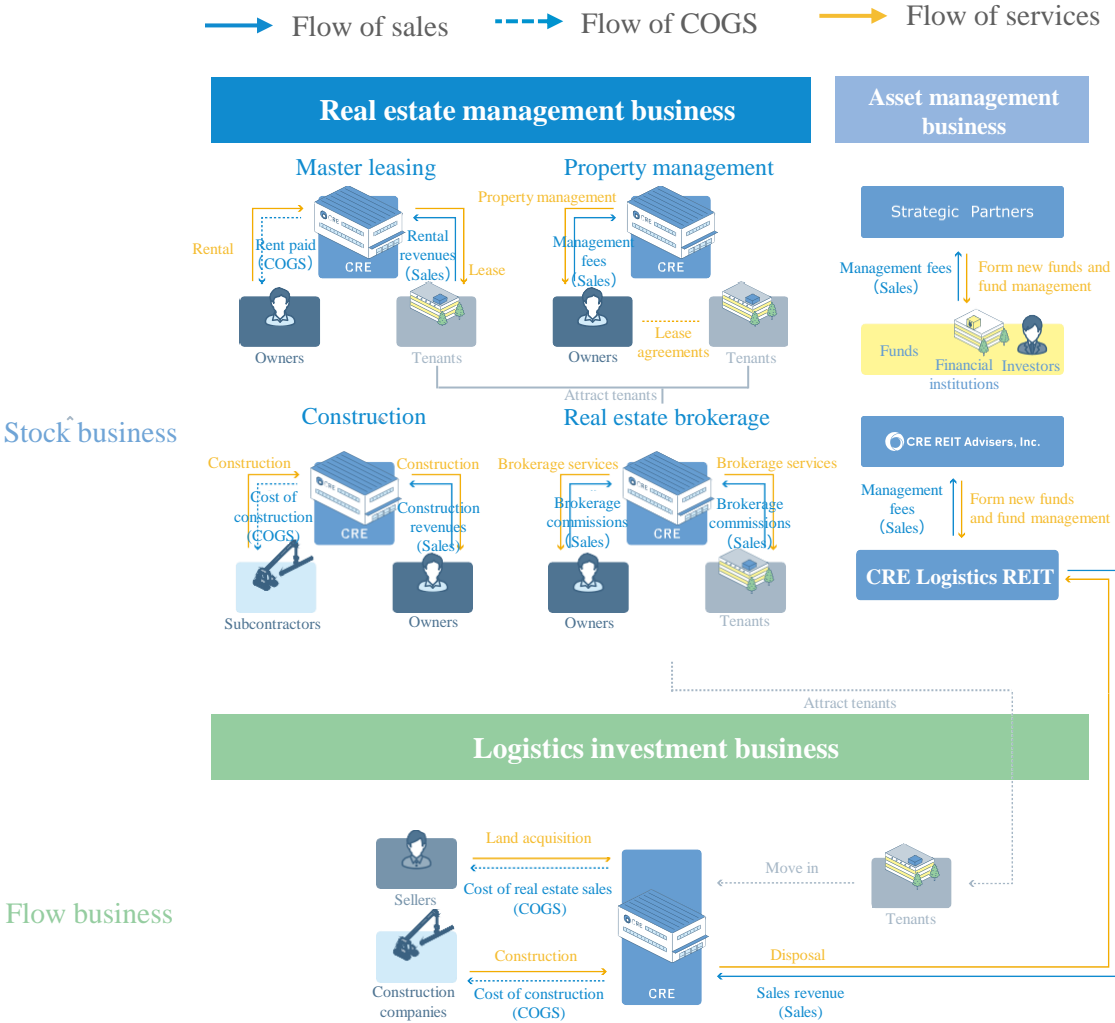 Flow of sales
Flow of COGS
Flow of services
Real estate management business
Asset management
business
Master leasing
Property management
Rental
Rent paid
(COGS)
CRE
CRE
Rental
revenues
(Sales)
Lease
Owners
Tenants
Property management
Management
fees
(Sales)
CRE
CRE
Lease
agreements
Owners
Tenants
Attract tenants
Strategic Partners
Management fees
(Sales)
Form new funds and
fund management
Funds
Financial
institutions
Investors
Stock business
Construction
Real estate brokerage
Construction
Cost of
construction
(COGS)
CRE
CRE
Construction
Construction
revenues
(Sales)
Subcontractors
Owners
Brokerage services
Brokerage
commissions
(Sales)
CRE
CRE
Brokerage services
Brokerage
commissions
(Sales)
Owners
Tenants
CRE REIT Advisers, Inc.
Management
fees
(Sales)
Form new funds
and fund management
CRE Logistics REIT
Attract tenants
Logistics investment business
Flow business
Land acquisition
Cost of real estate sales
(COGS)
Sellers
Construction
Cost of construction
(COGS)
Construction
companies
CRE
CRE
Move in
Tenants
Disposal
Sales revenue
(Sales)